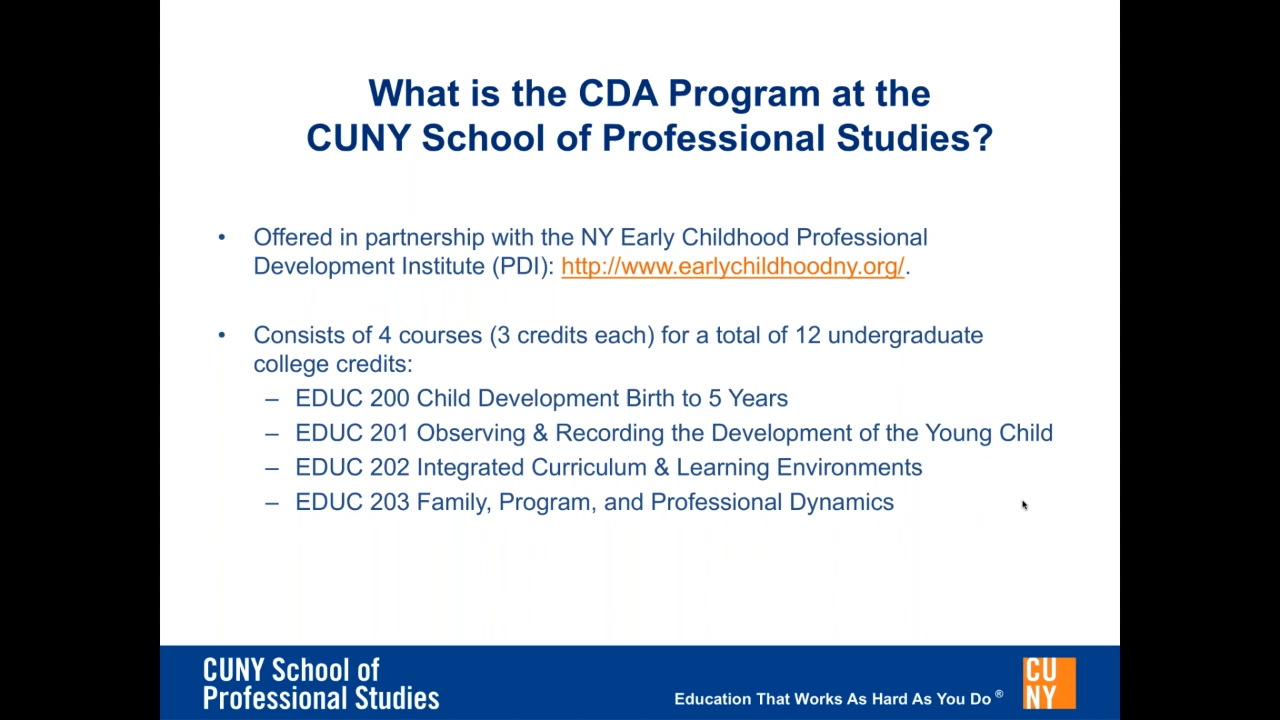 What is the CDA Program at the
CUNY School of Professional Studies?
• Offered in partnership with the NY Early Childhood Professional
Development Institute (PDI): http://www.earlychildhoodny.org/.
• Consists of 4 courses (3 credits each) for a total of 12 undergraduate
college credits:
– EDUC 200 Child Development Birth to 5 Years
– EDUC 201 Observing & Recording the Development of the Young Child
– EDUC 202 Integrated Curriculum & Learning Environments
– EDUC 203 Family, Program, and Professional Dynamics
CUNY School of
Professional Studies
Education That Works As Hard As You Do ®
CU
NY